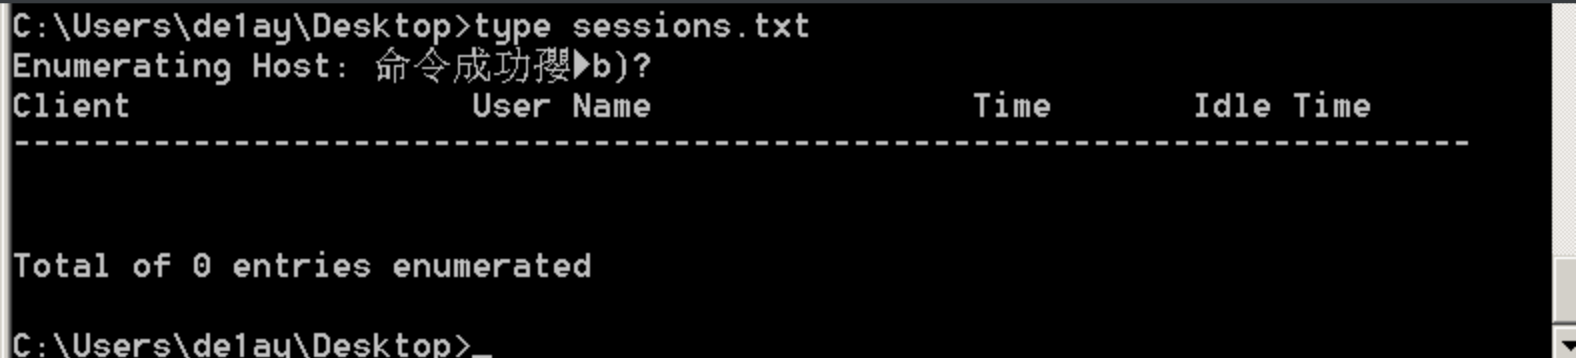 C:\Users\de1ay\Desktop>type sessions.txt
Enumerating Host: 命令成功孾▶b)?
Client User Name Time Idle Time
-------------------------------------------------------------------------
Total of 0 entries enumerated
C:\Users\de1ay\Desktop>_